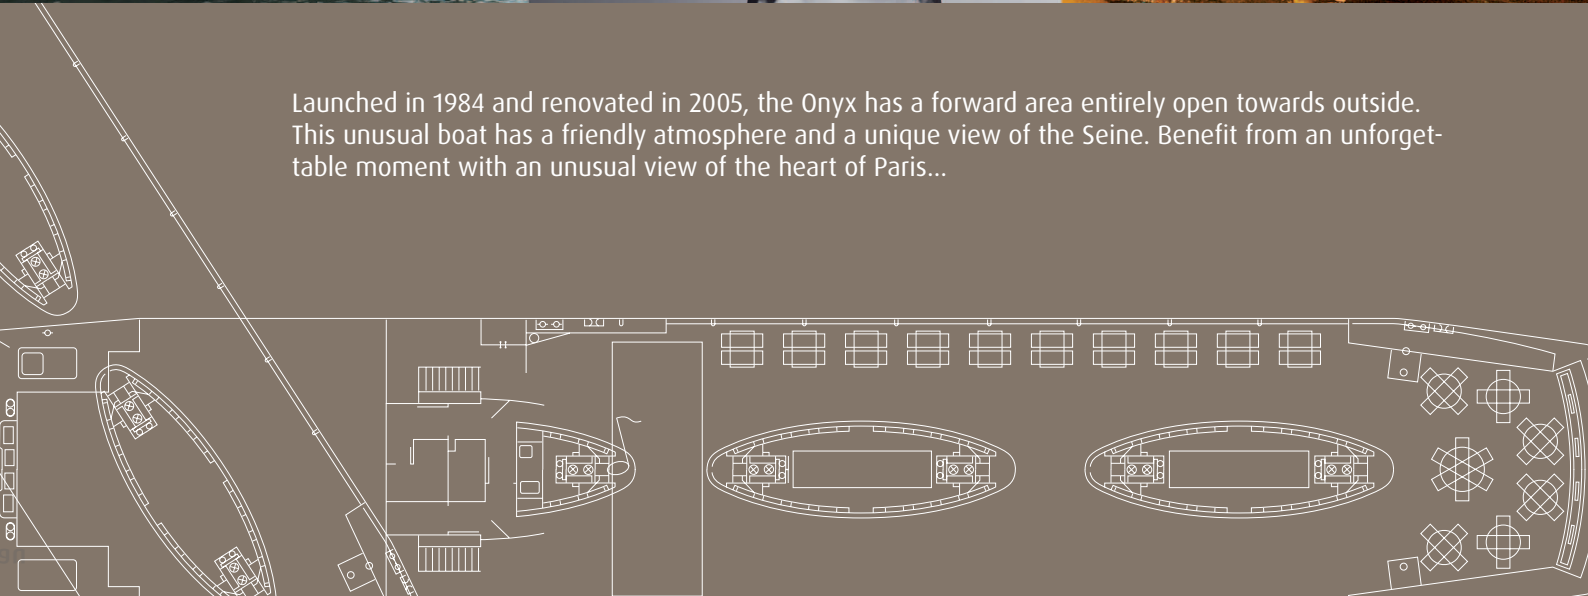 Launched in 1984 and renovated in 2005, the Onyx has a forward area entirely open towards outside.
This unusual boat has a friendly atmosphere and a unique view of the Seine. Benefit from an unforget-
table moment with an unusual view of the heart of Paris...